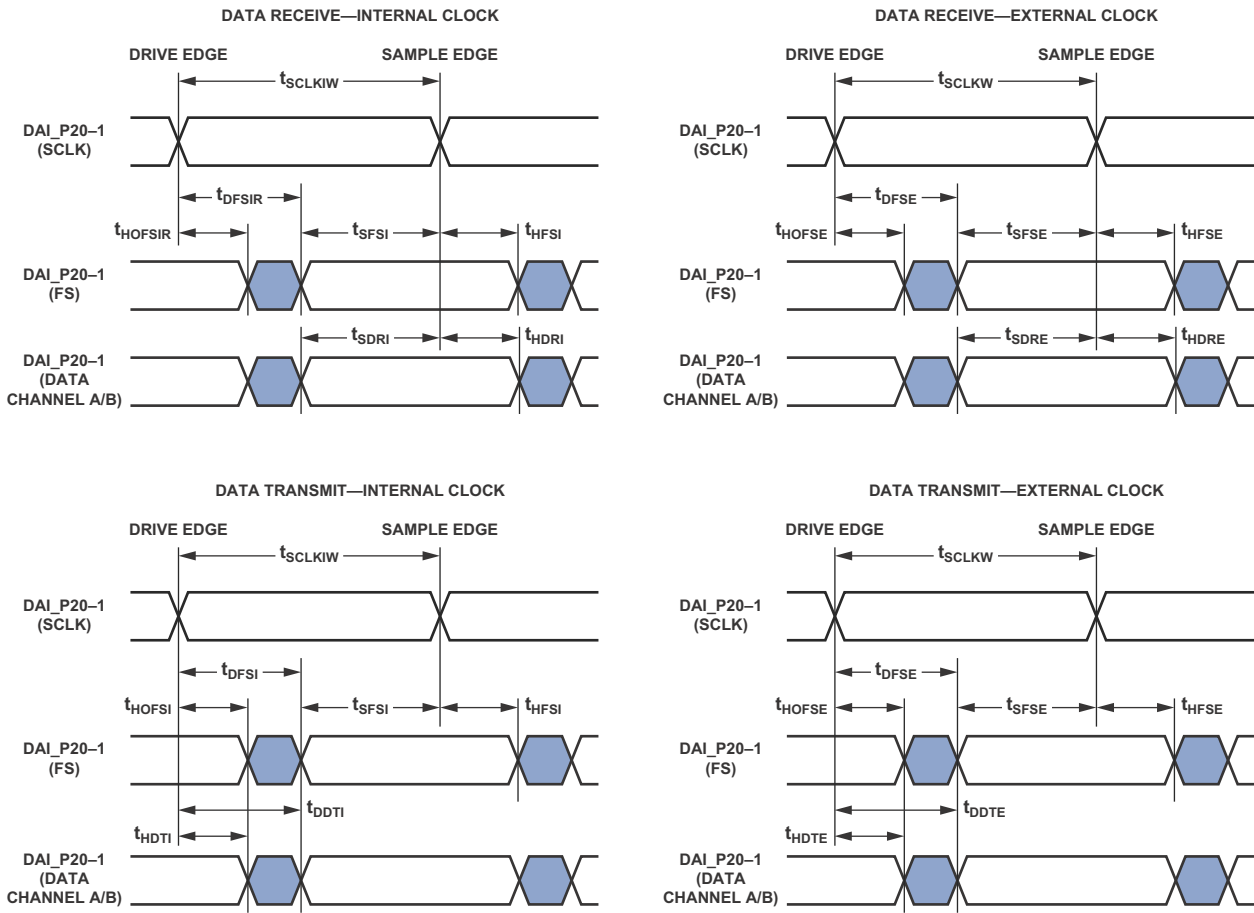 DATA RECEIVE—INTERNAL CLOCK
DRIVE EDGE
SAMPLE EDGE
tSCLKIW
DAI_P20–1
(SCLK)
tDFSIR
tHOFSIR
tSFSI
tHFSI
DAI_P20–1
(FS)
tSDRI
tHDRI
DAI_P20–1
(DATA
CHANNEL A/B)
DATA RECEIVE—EXTERNAL CLOCK
DRIVE EDGE
SAMPLE EDGE
tSCLKW
DAI_P20–1
(SCLK)
tDFSE
tHOFSE
tSFSE
tHFSE
DAI_P20–1
(FS)
tSDRE
tHDRE
DAI_P20–1
(DATA
CHANNEL A/B)
DATA TRANSMIT—INTERNAL CLOCK
DRIVE EDGE
SAMPLE EDGE
tSCLKIW
DAI_P20–1
(SCLK)
tDFSI
tHOFSI
tSFSI
tHFSI
DAI_P20–1
(FS)
tDDTI
tHDTI
DAI_P20–1
(DATA
CHANNEL A/B)
DATA TRANSMIT—EXTERNAL CLOCK
DRIVE EDGE
SAMPLE EDGE
tSCLKW
DAI_P20–1
(SCLK)
tDFSE
tHOFSE
tSFSE
tHFSE
DAI_P20–1
(FS)
tDDTE
tHDTE
DAI_P20–1
(DATA
CHANNEL A/B)